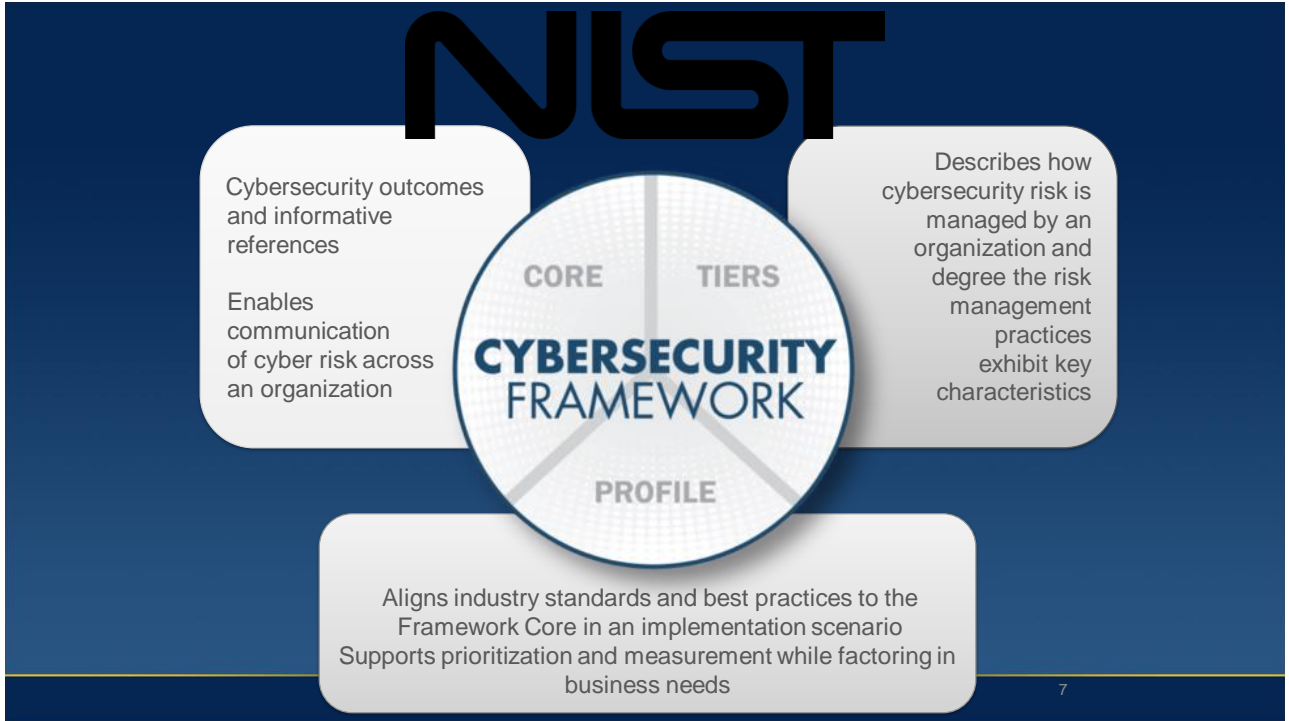 NIST
Cybersecurity outcomes
and informative
references
Enables
communication
of cyber risk across
an organization
Describes how
cybersecurity risk is
managed by an
organization and
degree the risk
management
practices
exhibit key
characteristics
CORE
TIERS
CYBERSECURITY
FRAMEWORK
PROFILE
Aligns industry standards and best practices to the
Framework Core in an implementation scenario
Supports prioritization and measurement while factoring in
business needs
7